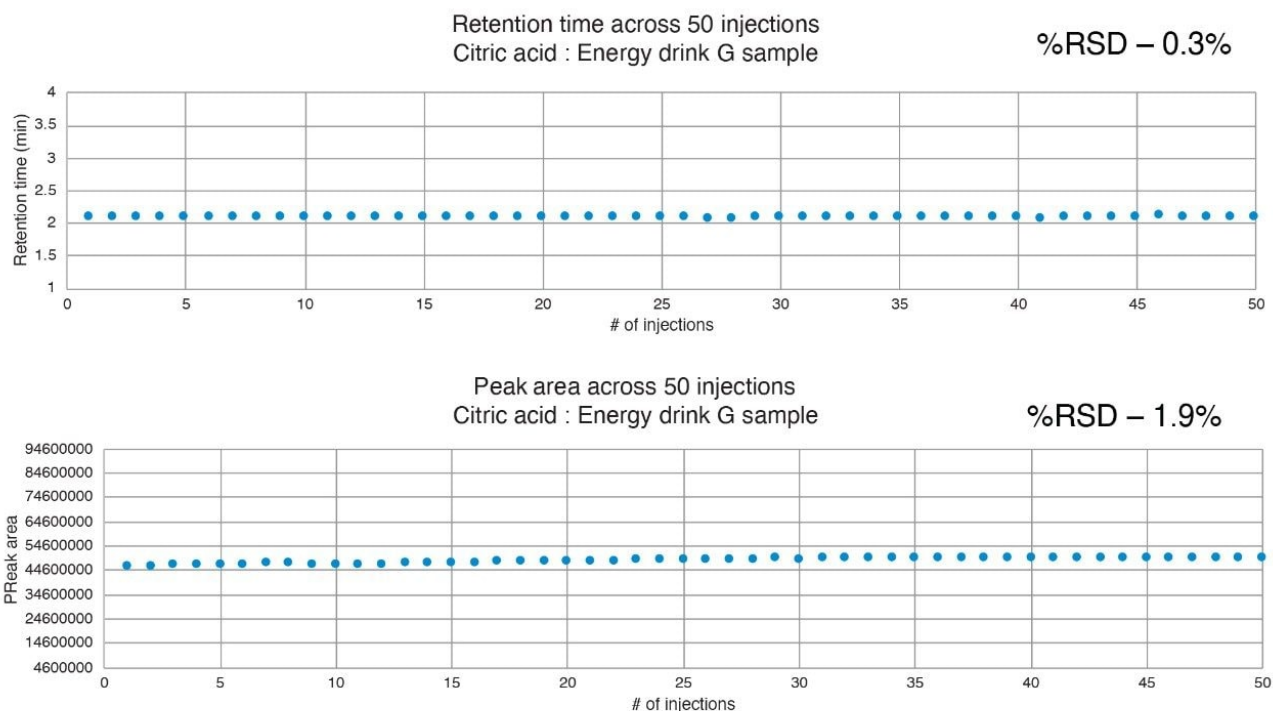 Retention time across 50 injections
Citric acid : Energy drink G sample
%RSD – 0.3%
4
3.5
3
2.5
2
1.5
1
Retention time (min)
0 5 10 15 20 25 30 35 40 45 50
# of injections
Peak area across 50 injections
Citric acid : Energy drink G sample
%RSD – 1.9%
94600000
84600000
74600000
64600000
54600000
44600000
34600000
24600000
14600000
4600000
PReak area
0 5 10 15 20 25 30 35 40 45 50
# of injections